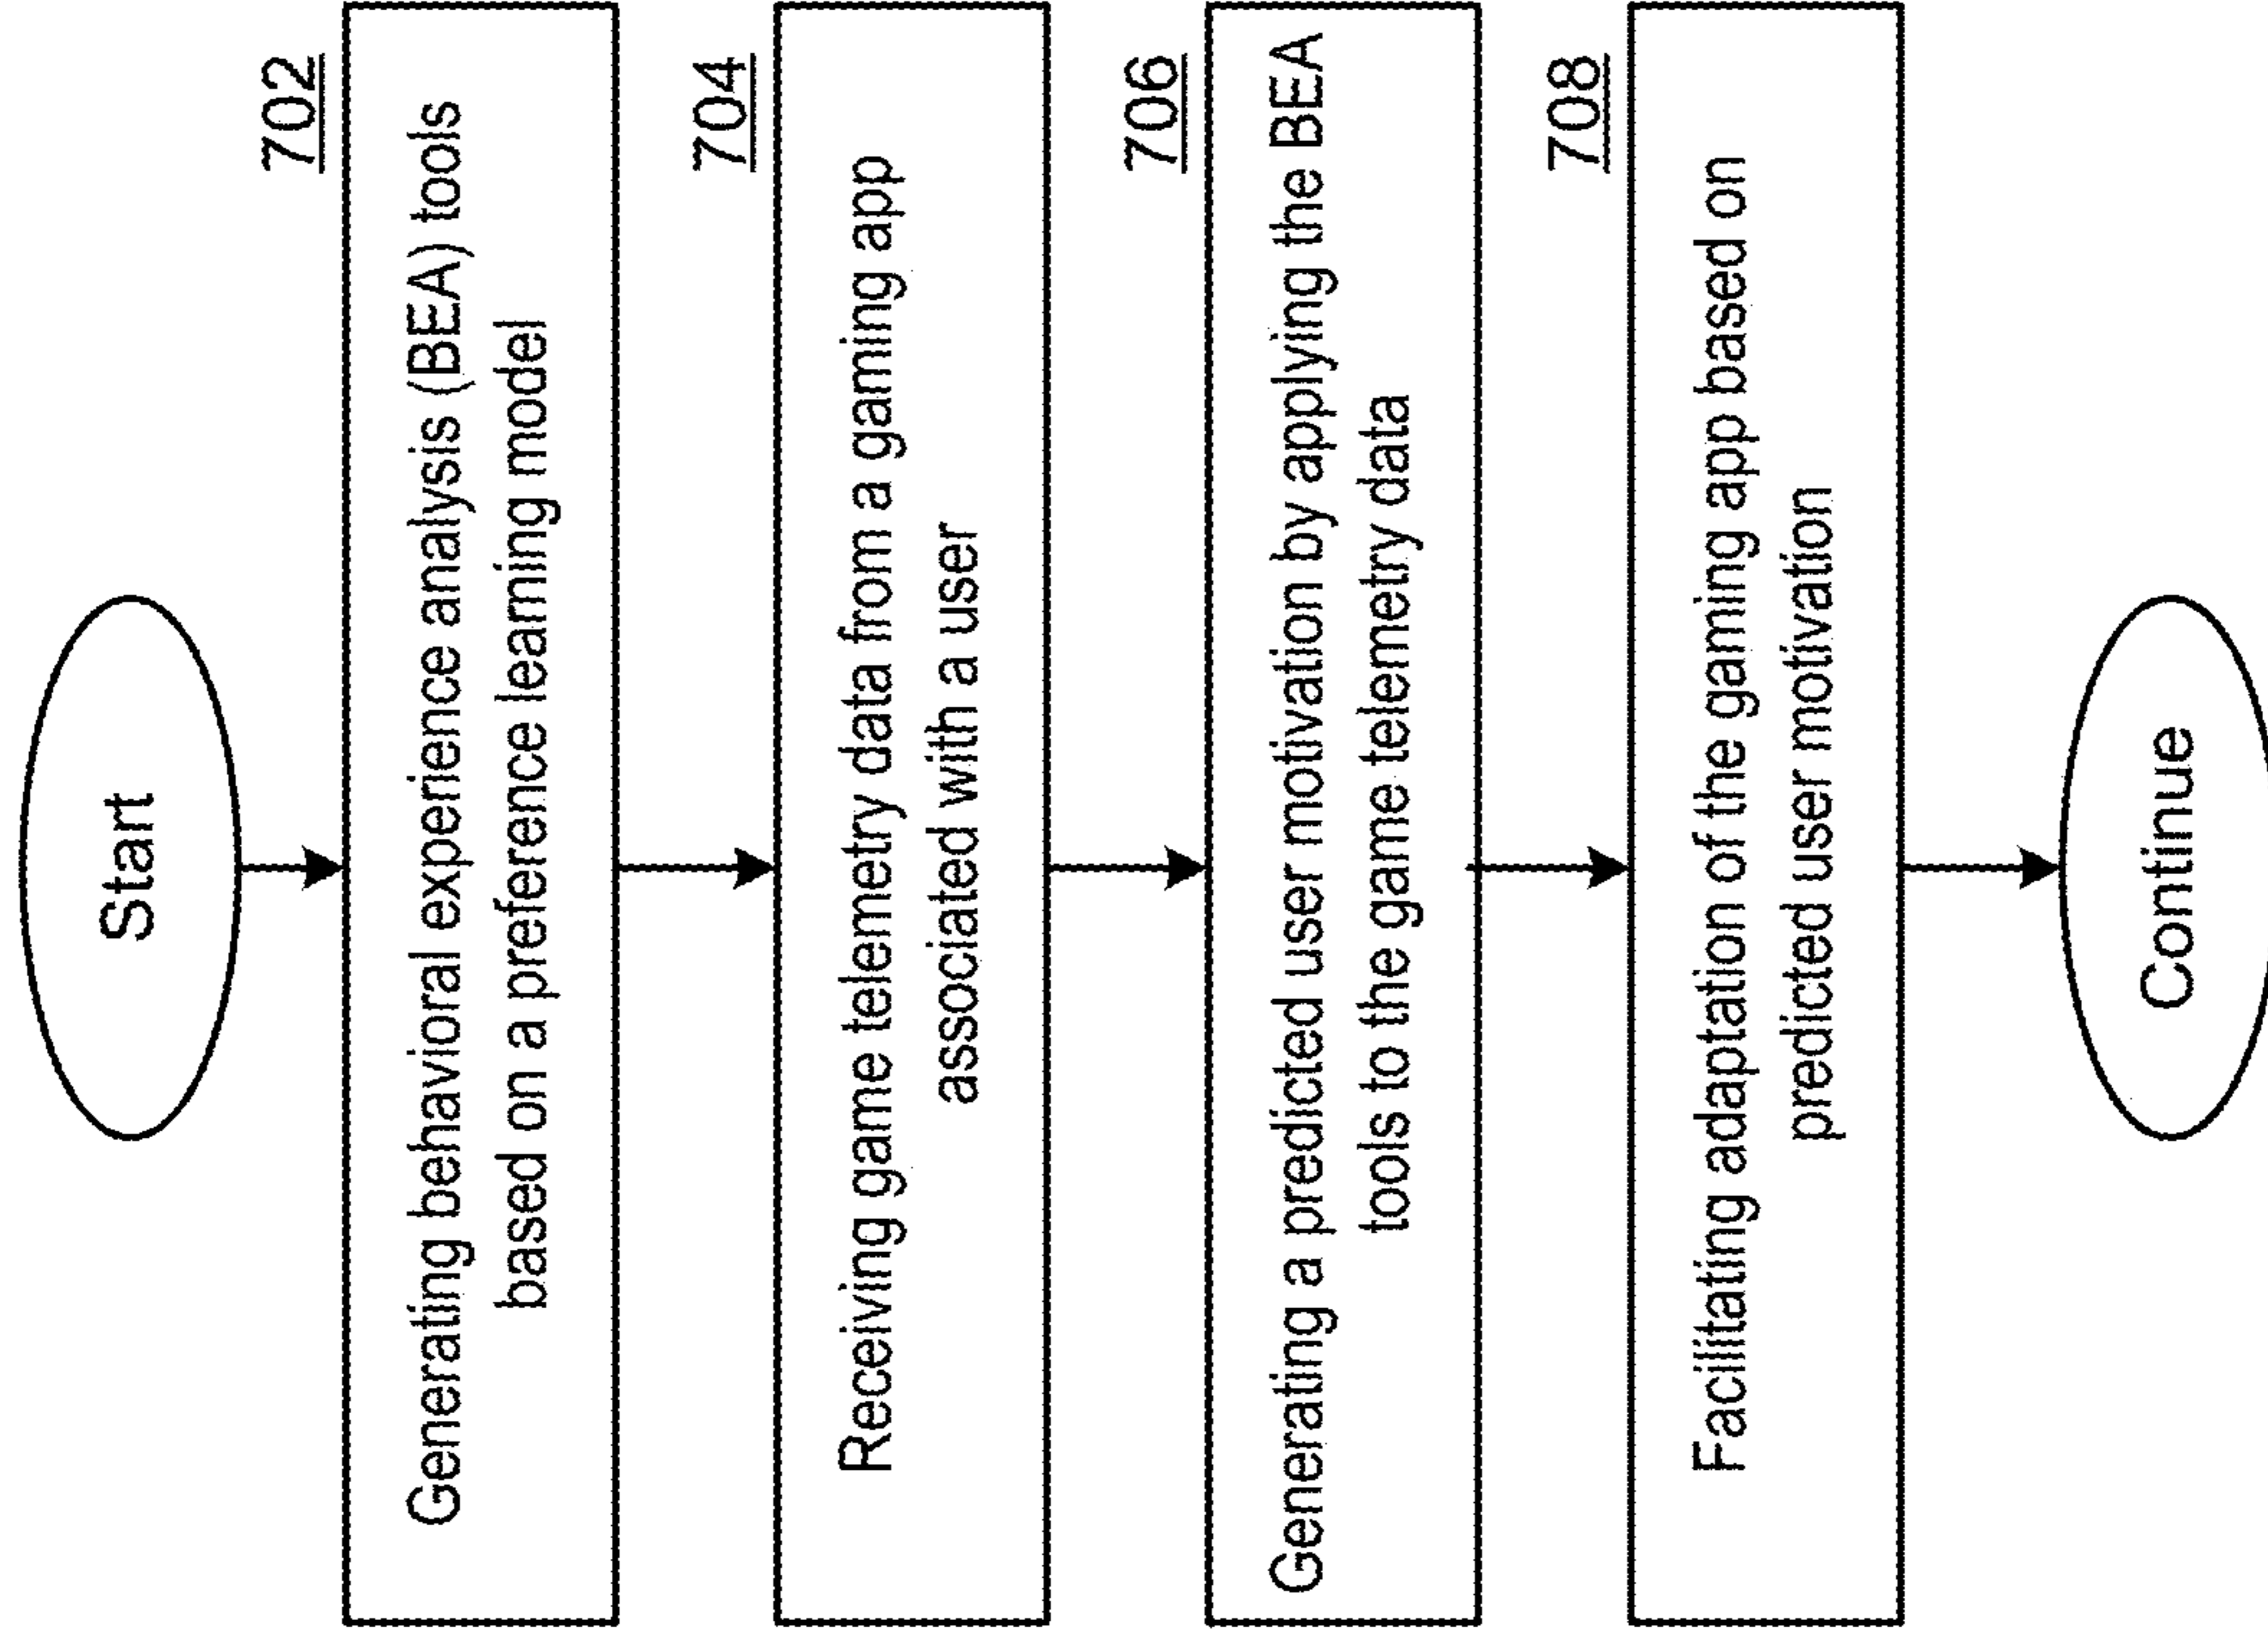 Start
702
Generating behavioral experience analysis (BEA) tools
based on a preference learning model
704
Receiving game telemetry data from a gaming app
associated with a user
706
Generating a predicted user motivation by applying the BEA
tools to the game telemetry data
708
Facilitating adaptation of the gaming app based on
predicted user motivation
Continue